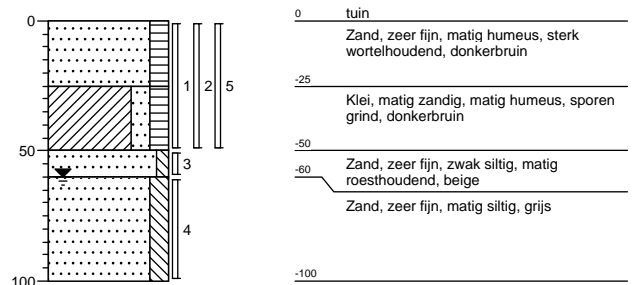 0
50
100
1
2
5
3
4
0 tuin
Zand, zeer fijn, matig humeus, sterk
wortelhoudend, donkerbruin
-25
Klei, matig zandig, matig humeus, sporen
grind, donkerbruin
-50
Zand, zeer fijn, zwak siltig, matig
roesthoudend, beige
-60
Zand, zeer fijn, matig siltig, grijs
-100